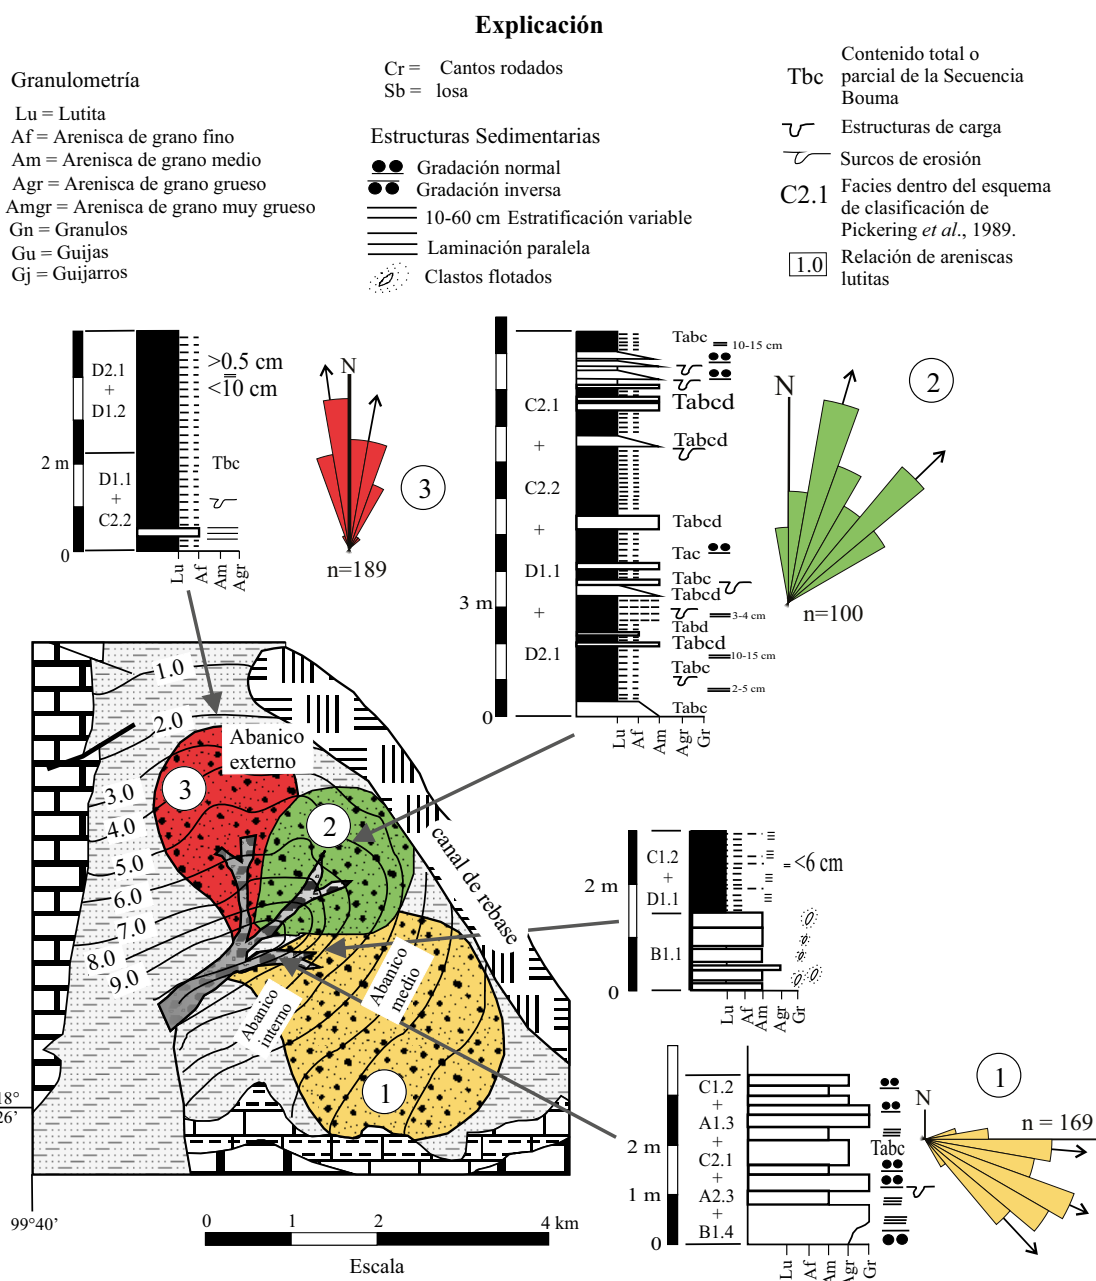 Explicación
Granulometría
Lu = Lutita
Af = Arenisca de grano fino
Am = Arenisca de grano medio
Agr = Arenisca de grano grueso
Amgr = Arenisca de grano muy grueso
Gn = Granulos
Gu = Guijas
Gj = Guijarros
Cr = Cantos rodados
Sb = losa
Estructuras Sedimentarias
Gradación normal
Gradación inversa
10-60 cm Estratificación variable
Laminación paralela
Clastos flotados
Tbc
Contenido total o
parcial de la Secuencia
Bouma
Estructuras de carga
Surcos de erosión
C2.1
Facies dentro del esquema
de clasificación de
Pickering et al., 1989.
1.0
Relación de areniscas
lutitas
D2.1
+
D1.2
D1.1
+
C2.2
2 m
0
>0.5 cm
<10 cm
Tbc
Lu
Af
Am
Agr
N
3
n=189
C2.1
+
C2.2
+
D1.1
+
D2.1
3 m
0
Tabc
10-15 cm
Tabcd
Tabcd
Tabcd
Tac
Tabc
Tabcd
3-4 cm
Tabd
Tabcd
10-15 cm
Tabc
2-5 cm
Tabc
Lu
Af
Am
Agr
Gr
2
N
n=100
1.0
2.0
3.0
4.0
5.0
6.0
7.0
8.0
9.0
Abanico
externo
3
2
1
canal de rebase
Abanico
medio
Abanico
interno
18°
26’
99°40’
0
1
2
4 km
Escala
C1.2
+
D1.1
B1.1
2 m
0
<6 cm
Lu
Af
Am
Agr
Gr
C1.2
+
A1.3
+
C2.1
+
A2.3
+
B1.4
2 m
1 m
0
Tabc
Lu
Af
Am
Agr
Gr
1
N
n = 169